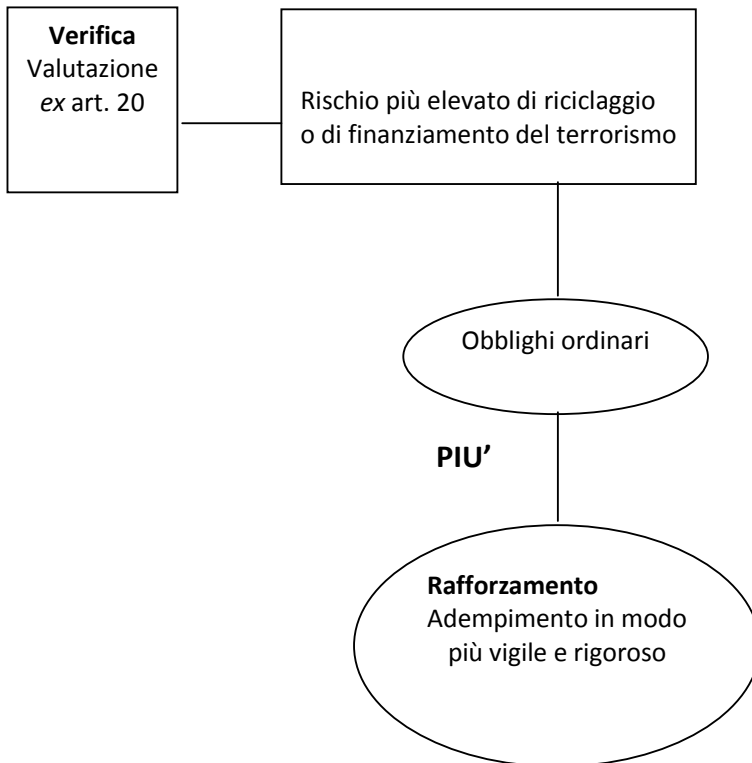 Verifica
Valutazione
ex art. 20
Rischio più elevato di riciclaggio
o di finanziamento del terrorismo
Obblighi ordinari
PIU’
Rafforzamento
Adempimento in modo
più vigile e rigoroso